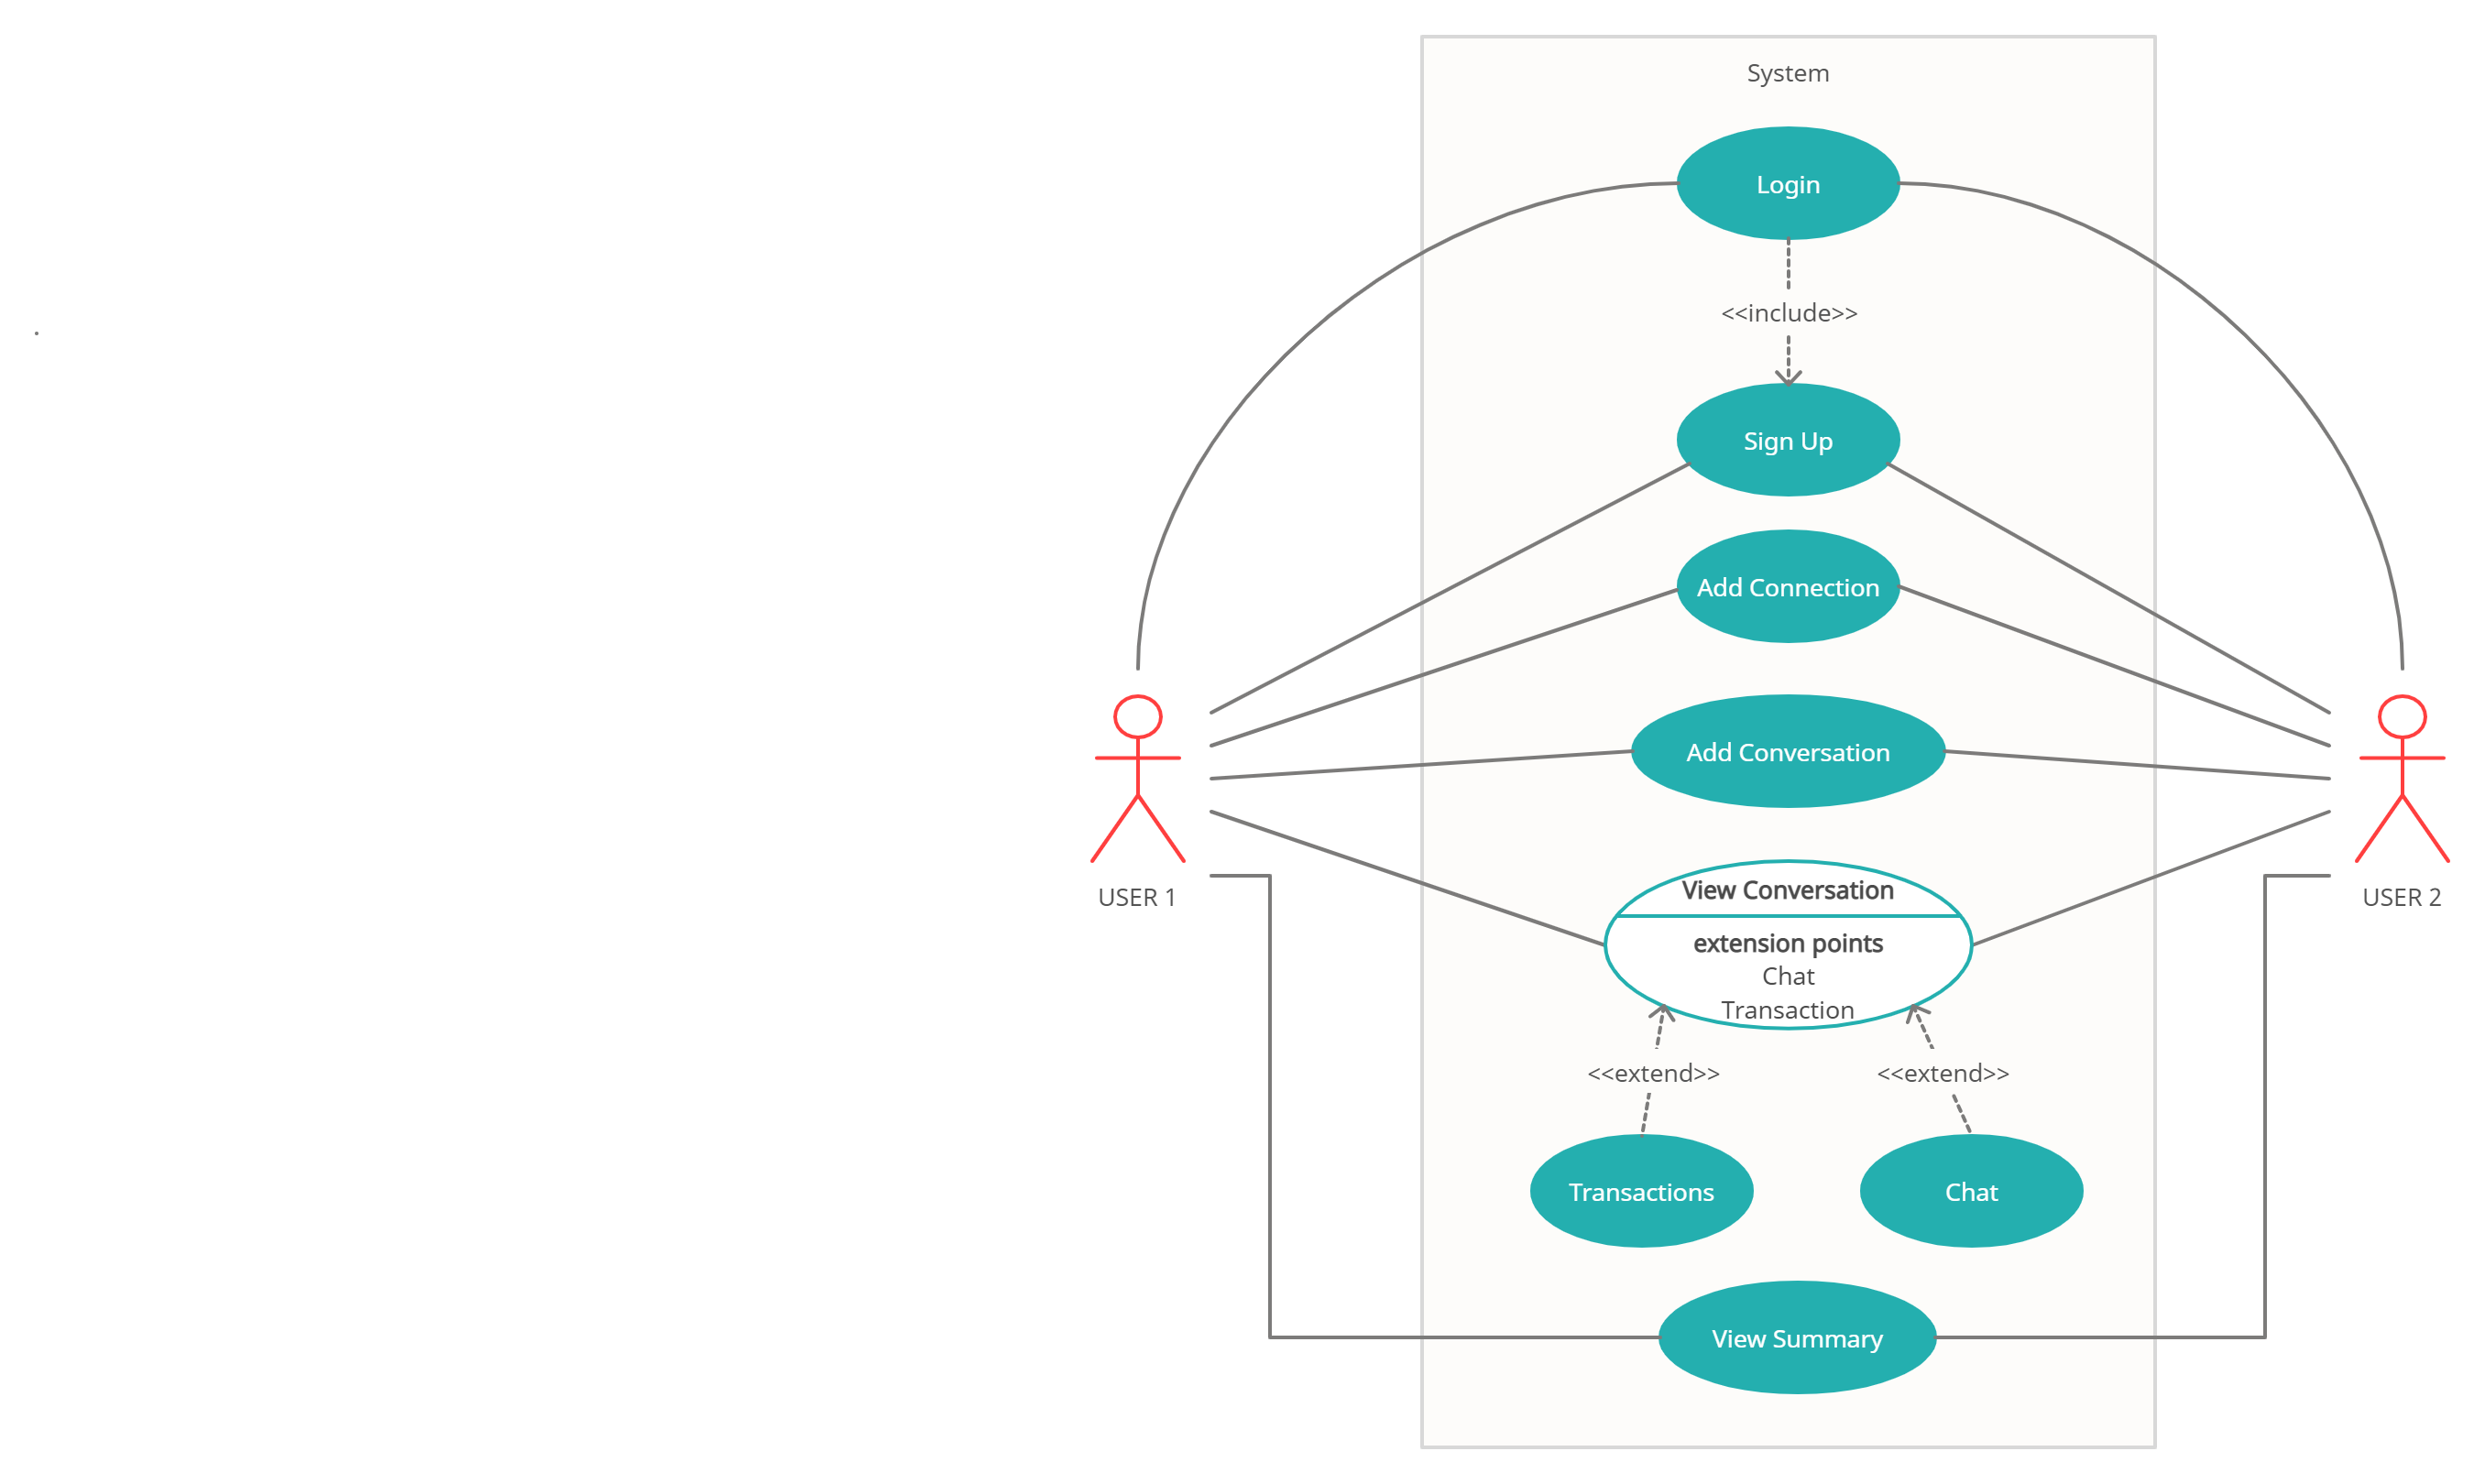 System
Login
<<include>>
Sign Up
Add Connection
Add Conversation
USER 1
USER 2
View Conversation
extension points
Chat
Transaction
<<extend>>
<<extend>>
Transactions
Chat
View Summary